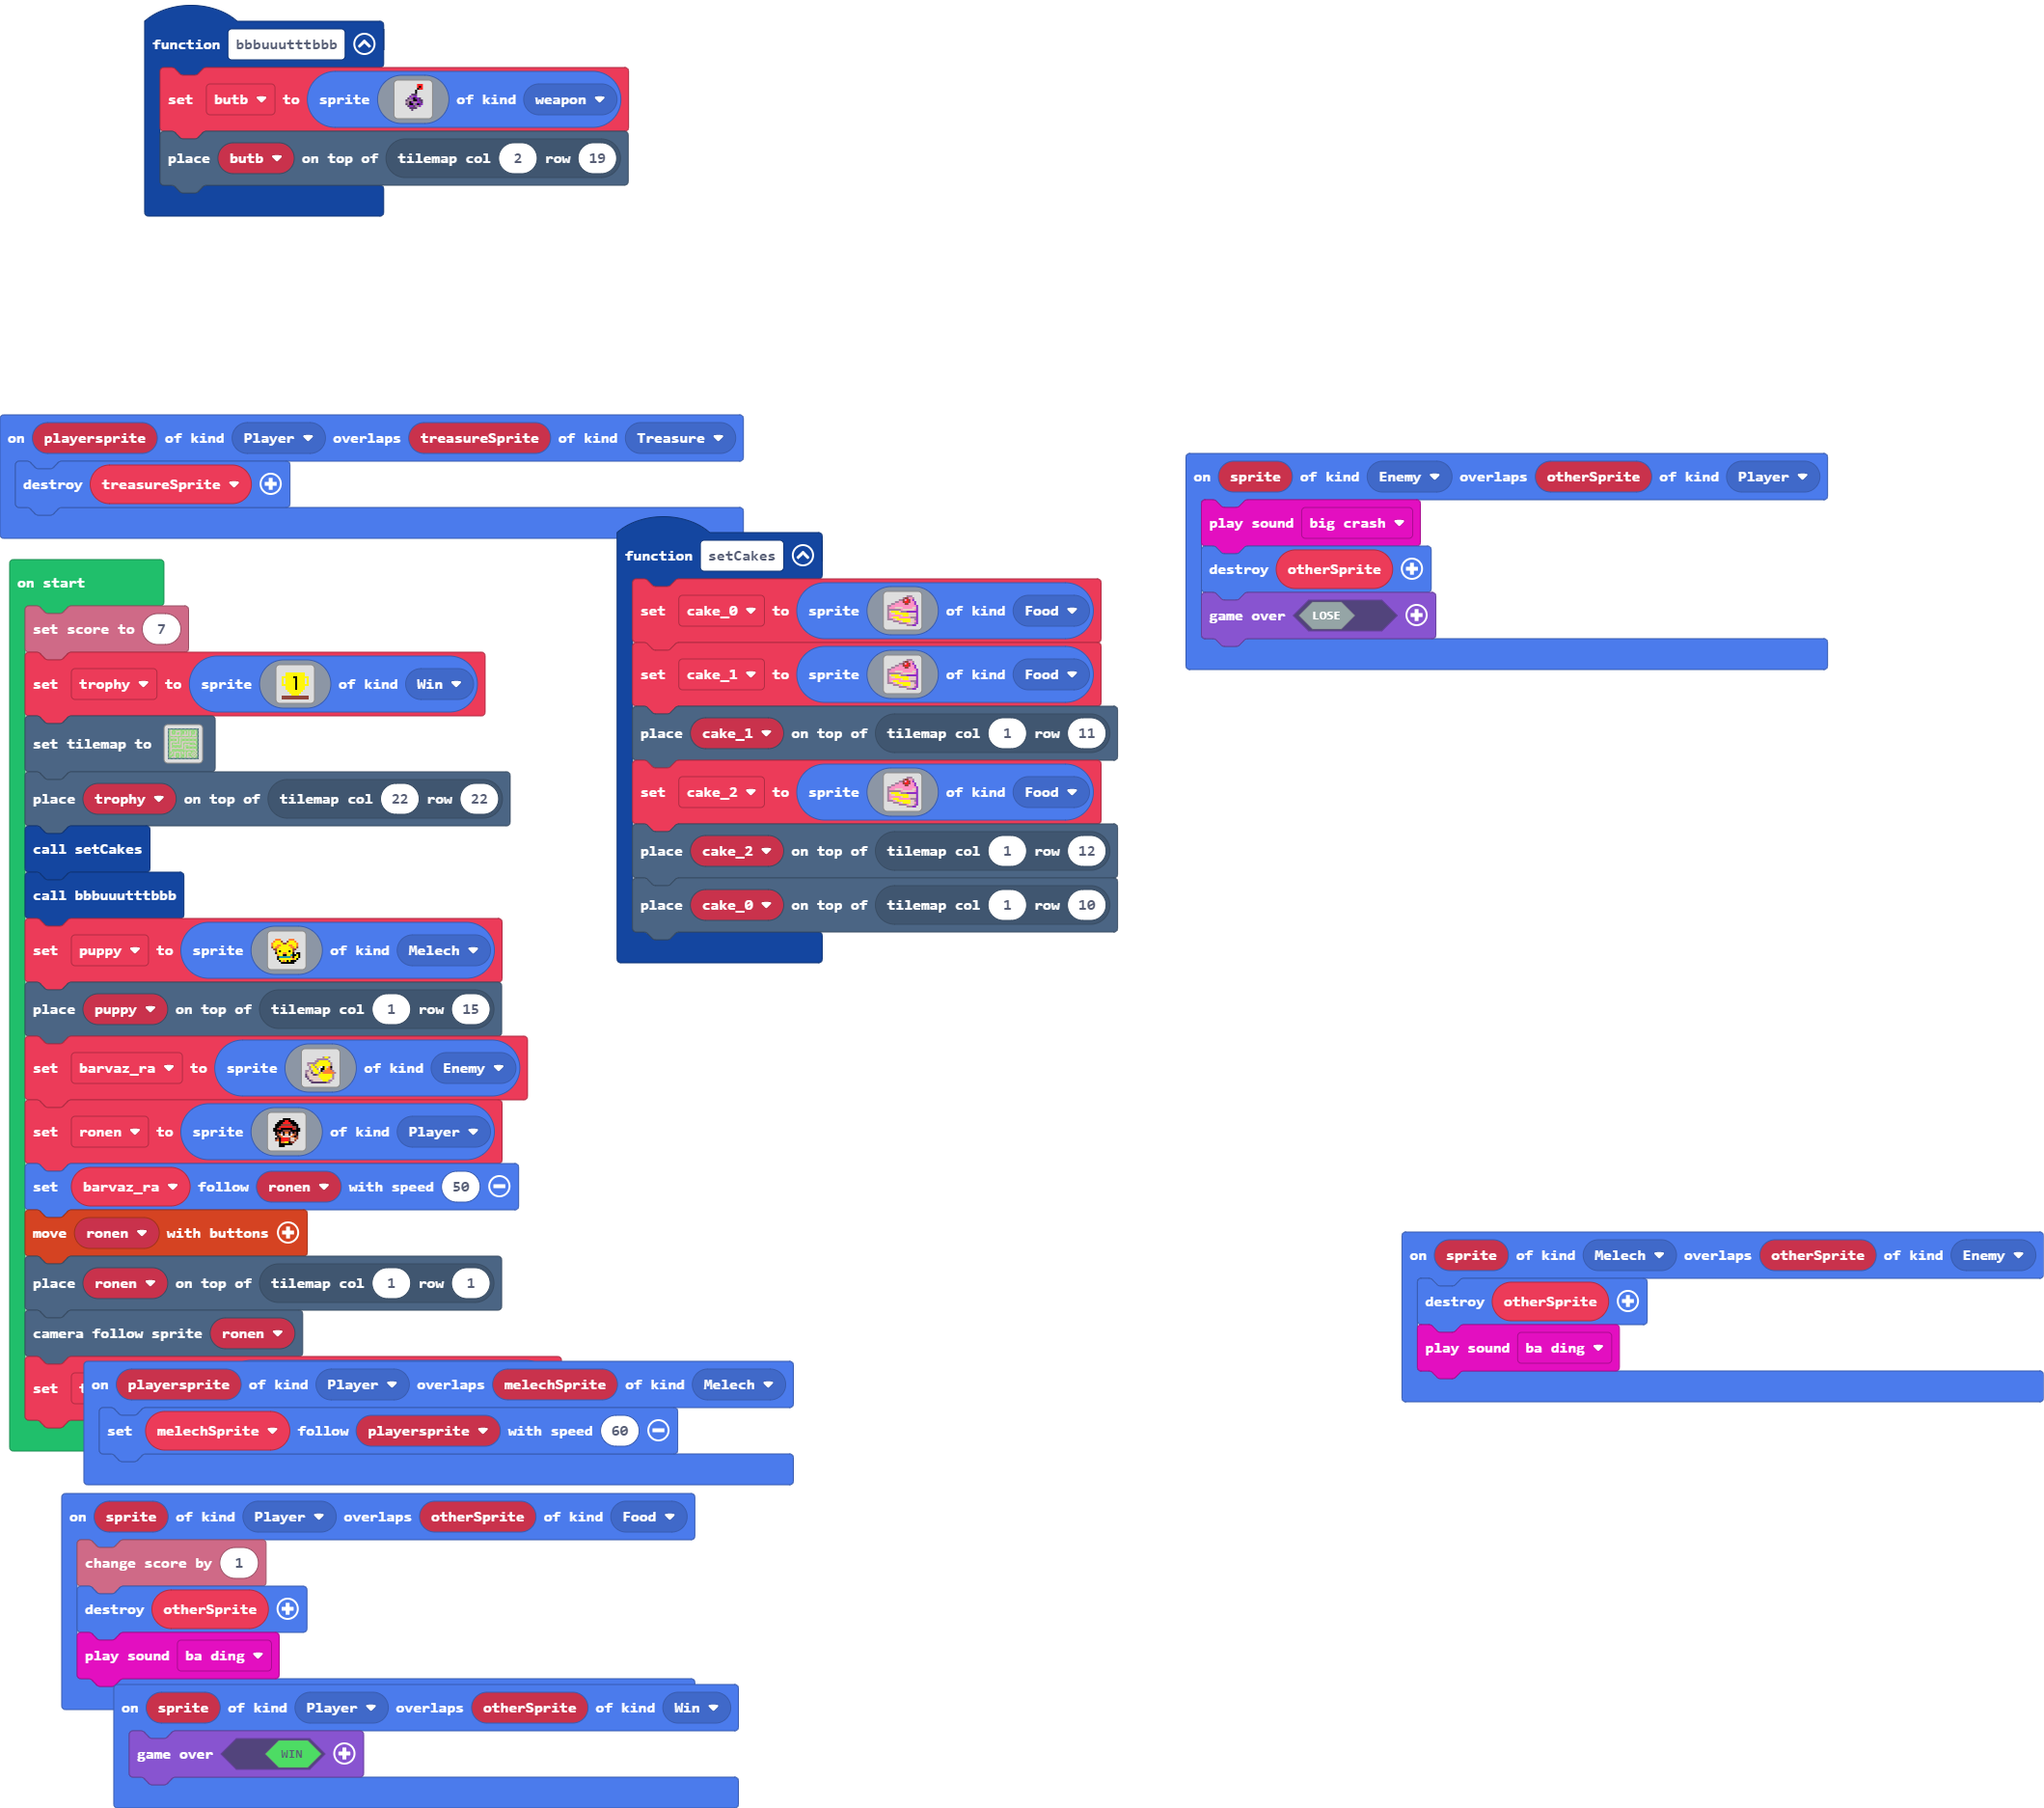 function bbbuuutttbbb
set butb to sprite of kind weapon
place butb on top of tilemap col 2 row 19
on playersprite of kind Player overlaps treasureSprite of kind Treasure
destroy treasureSprite
on start
set score to 7
set trophy to sprite 1 of kind Win
set tilemap to
place trophy on top of tilemap col 22 row 22
call setCakes
call bbbuuutttbbb
set puppy to sprite of kind Melech
place puppy on top of tilemap col 1 row 15
set barvaz_ra to sprite of kind Enemy
set ronen to sprite of kind Player
set barvaz_ra follow ronen with speed 50
move ronen with buttons
place ronen on top of tilemap col 1 row 1
camera follow sprite ronen
set
function setCakes
set cake_0 to sprite of kind Food
set cake_1 to sprite of kind Food
place cake_1 on top of tilemap col 1 row 11
set cake_2 to sprite of kind Food
place cake_2 on top of tilemap col 1 row 12
place cake_0 on top of tilemap col 1 row 10
on sprite of kind Enemy overlaps otherSprite of kind Player
play sound big crash
destroy otherSprite
game over LOSE
on sprite of kind Melech overlaps otherSprite of kind Enemy
destroy otherSprite
play sound ba ding
on playersprite of kind Player overlaps melechSprite of kind Melech
set melechSprite follow playersprite with speed 60
on sprite of kind Player overlaps otherSprite of kind Food
change score by 1
destroy otherSprite
play sound ba ding
on sprite of kind Player overlaps otherSprite of kind Win
game over WIN